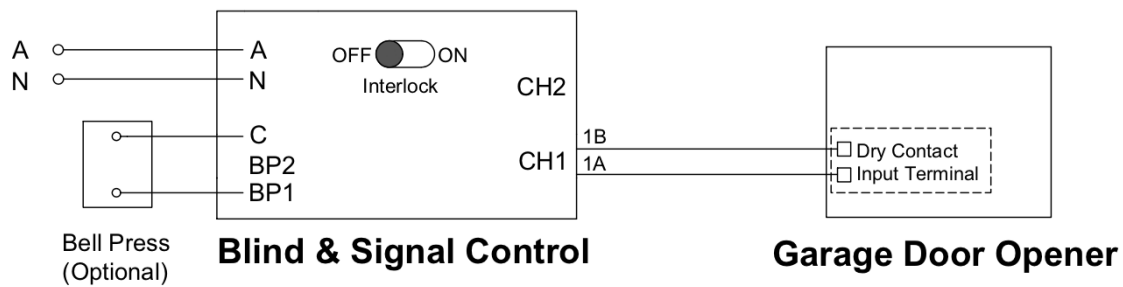 A A OFF ON
N N Interlock
CH2
C
BP2
BP1
CH1
1B
1A
Dry Contact
Input Terminal
Bell Press
(Optional)
Blind & Signal Control
Garage Door Opener